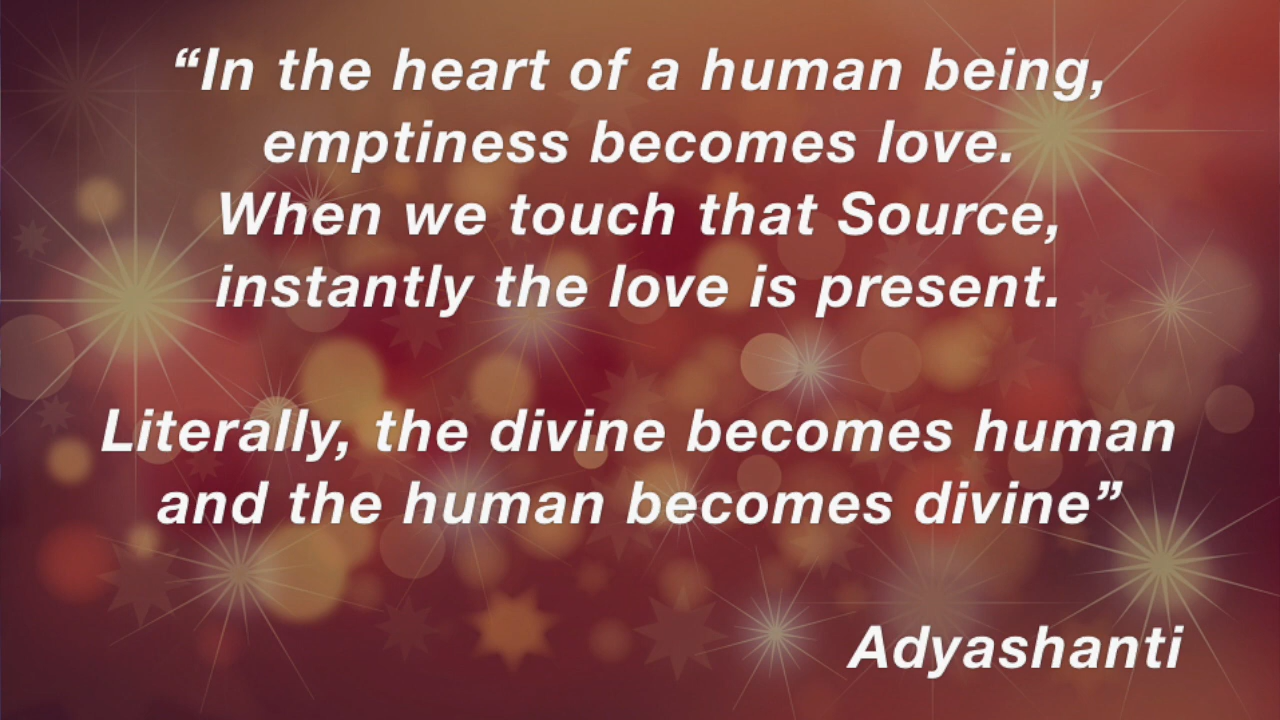 “In the heart of a human being,
emptiness becomes love.
When we touch that Source,
instantly the love is present.
Literally, the divine becomes human
and the human becomes divine”
Adyashanti